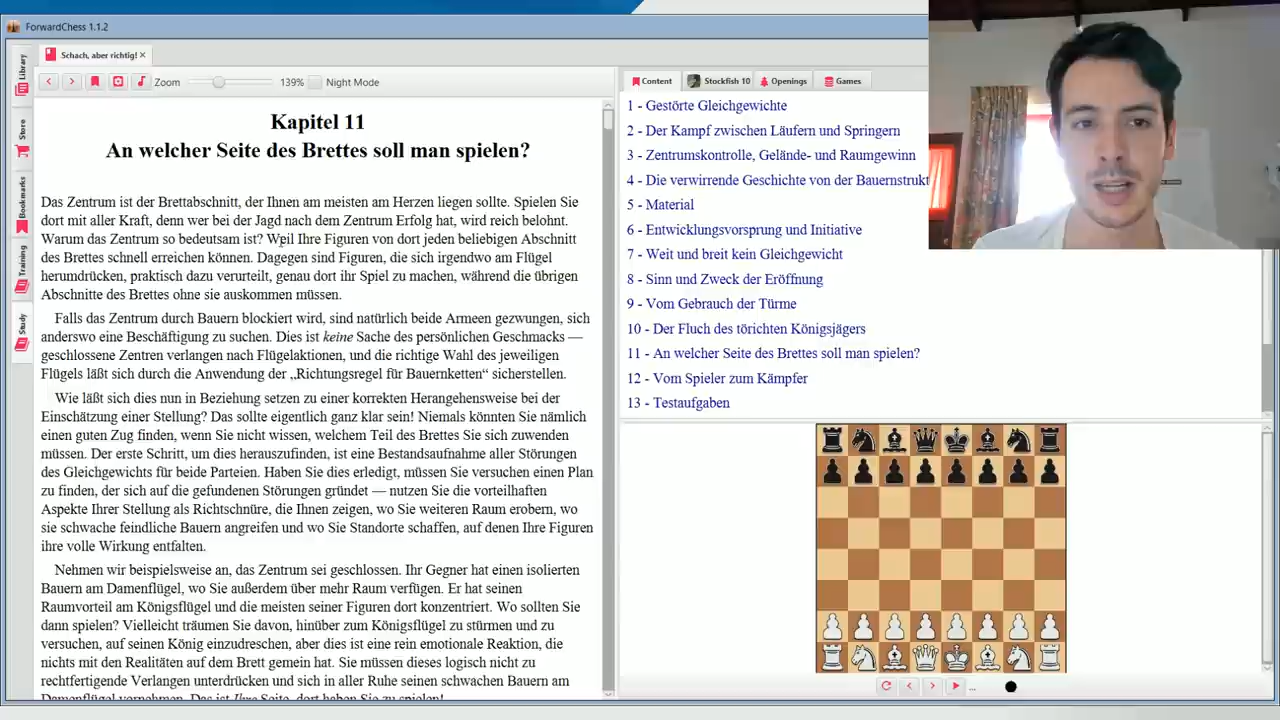 ForwardChess 1.1.2
Schach, aber richtig!
Zoom
139%
Night Mode
Library
Store
Bookmarks
Training
Study
Kapitel 11
An welcher Seite des Brettes soll man spielen?
Das Zentrum ist der Brettabschnitt, der Ihnen am meisten am Herzen liegen sollte. Spielen Sie
dort mit aller Kraft, denn wer bei der Jagd nach dem Zentrum Erfolg hat, wird reich belohnt.
Warum das Zentrum so bedeutsam ist? Weil Ihre Figuren von dort jeden beliebigen Abschnitt
des Brettes schnell erreichen können. Dagegen sind Figuren, die sich irgendwo am Flügel
herumdrücken, praktisch dazu verurteilt, genau dort ihr Spiel zu machen, während die übrigen
Abschnitte des Brettes ohne sie auskommen müssen.
Falls das Zentrum durch Bauern blockiert wird, sind natürlich beide Armeen gezwungen, sich
anderswo eine Beschäftigung zu suchen. Dies ist keine Sache des persönlichen Geschmacks —
geschlossene Zentren verlangen nach Flügelaktionen, und die richtige Wahl des jeweiligen
Flügels läßt sich durch die Anwendung der „Richtungsregel für Bauernketten“ sicherstellen.
Wie läßt sich dies nun in Beziehung setzen zu einer korrekten Herangehensweise bei der
Einschätzung einer Stellung? Das sollte eigentlich ganz klar sein! Niemals könnten Sie nämlich
einen guten Zug finden, wenn Sie nicht wissen, welchem Teil des Brettes Sie sich zuwenden
müssen. Der erste Schritt, um dies herauszufinden, ist eine Bestandsaufnahme aller Störungen
des Gleichgewichts für beide Parteien. Haben Sie dies erledigt, müssen Sie versuchen einen Plan
zu finden, der sich auf die gefundenen Störungen gründet — nutzen Sie die vorteilhaften
Aspekte Ihrer Stellung als Richtschnüre, die Ihnen zeigen, wo Sie weiteren Raum erobern, wo
sie schwache feindliche Bauern angreifen und wo Sie Standorte schaffen, auf denen Ihre Figuren
ihre volle Wirkung entfalten.
Nehmen wir beispielsweise an, das Zentrum sei geschlossen. Ihr Gegner hat einen isolierten
Bauern am Damenflügel, wo Sie außerdem über mehr Raum verfügen. Er hat seinen
Raumvorteil am Königsflügel und die meisten seiner Figuren dort konzentriert. Wo sollten Sie
dann spielen? Vielleicht träumen Sie davon, hinüber zum Königsflügel zu stürmen und zu
versuchen, auf seinen König einzudreschen, aber dies ist eine rein emotionale Reaktion, die
nichts mit den Realitäten auf dem Brett gemein hat. Sie müssen dieses logisch nicht zu
rechtfertigende Verlangen unterdrücken und sich in aller Ruhe seinen schwachen Bauern am
Damenflügel vornehmen. Das ist Ihre Seite, dort haben Sie zu spielen!
Content
Stockfish 10
Openings
Games
1 - Gestörte Gleichgewichte
2 - Der Kampf zwischen Läufern und Springern
3 - Zentrumskontrolle, Gelände- und Raumgewinn
4 - Die verwirrende Geschichte von der Bauernstrukt
5 - Material
6 - Entwicklungsvorsprung und Initiative
7 - Weit und breit kein Gleichgewicht
8 - Sinn und Zweck der Eröffnung
9 - Vom Gebrauch der Türme
10 - Der Fluch des törichten Königsjägers
11 - An welcher Seite des Brettes soll man spielen?
12 - Vom Spieler zum Kämpfer
13 - Testaufgaben
...